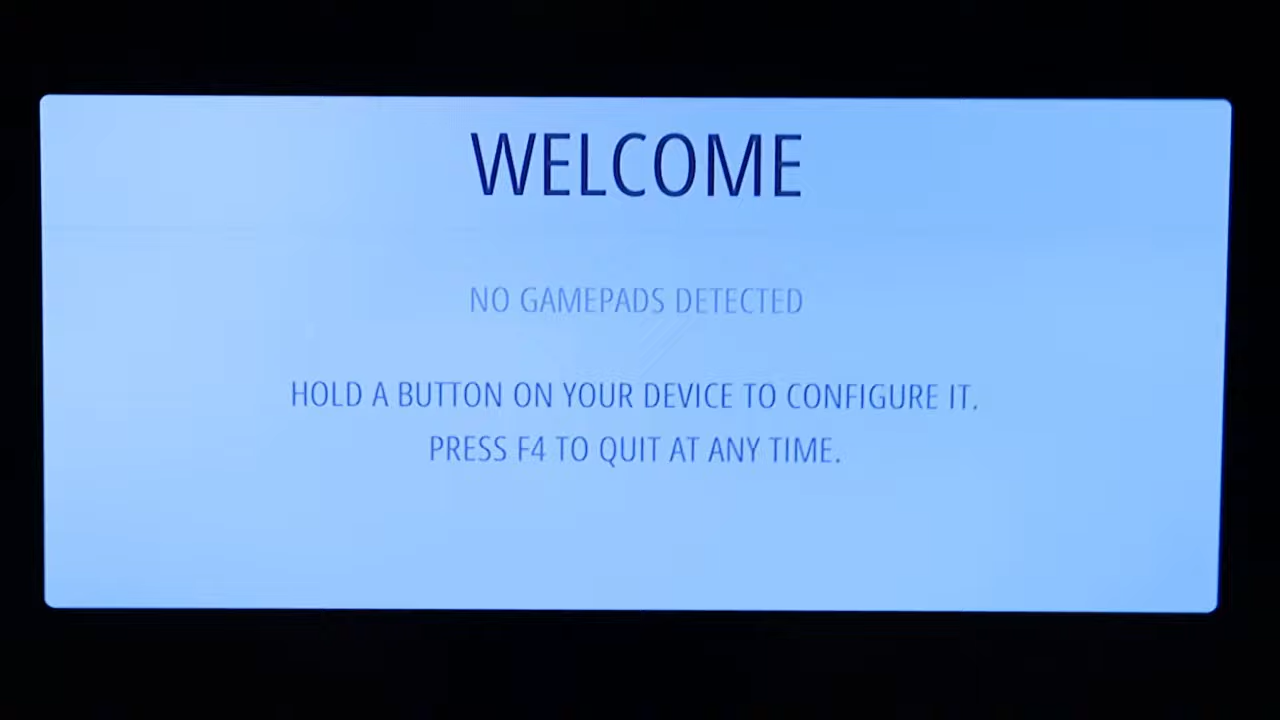 WELCOME
NO GAMEPADS DETECTED
HOLD A BUTTON ON YOUR DEVICE TO CONFIGURE IT.
PRESS F4 TO QUIT AT ANY TIME.